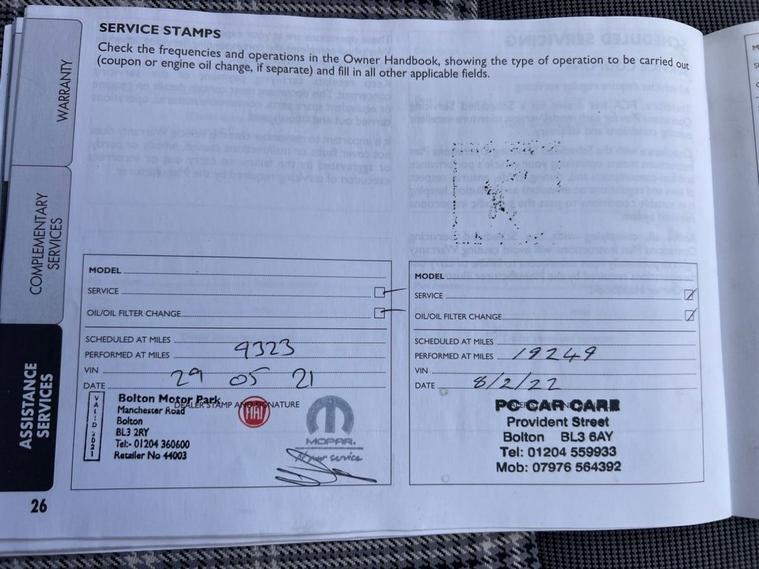 SERVICE STAMPS
Check the frequencies and operations in the Owner Handbook, showing the type of operation to be carried out
(coupon or engine oil change, if separate) and fill in all other applicable fields.
WARRANTY
COMPLEMENTARY
SERVICES
ASSISTANCE
SERVICES
MODEL
SERVICE
OIL/OIL FILTER CHANGE
SCHEDULED AT MILES
PERFORMED AT MILES 9323
VIN
DATE 29 05 21
DEALER STAMP AND SIGNATURE
VALID 2021
Bolton Motor Park
Manchester Road
Bolton
BL3 2RY
Tel:- 01204 360600
Retailer No 44003
FIAT
MOPAR.
MODEL
SERVICE
OIL/OIL FILTER CHANGE
SCHEDULED AT MILES
PERFORMED AT MILES 19249
VIN
DATE 8/2/22
PC CAR CARE
Provident Street
Bolton BL3 6AY
Tel: 01204 559933
Mob: 07976 564392
26